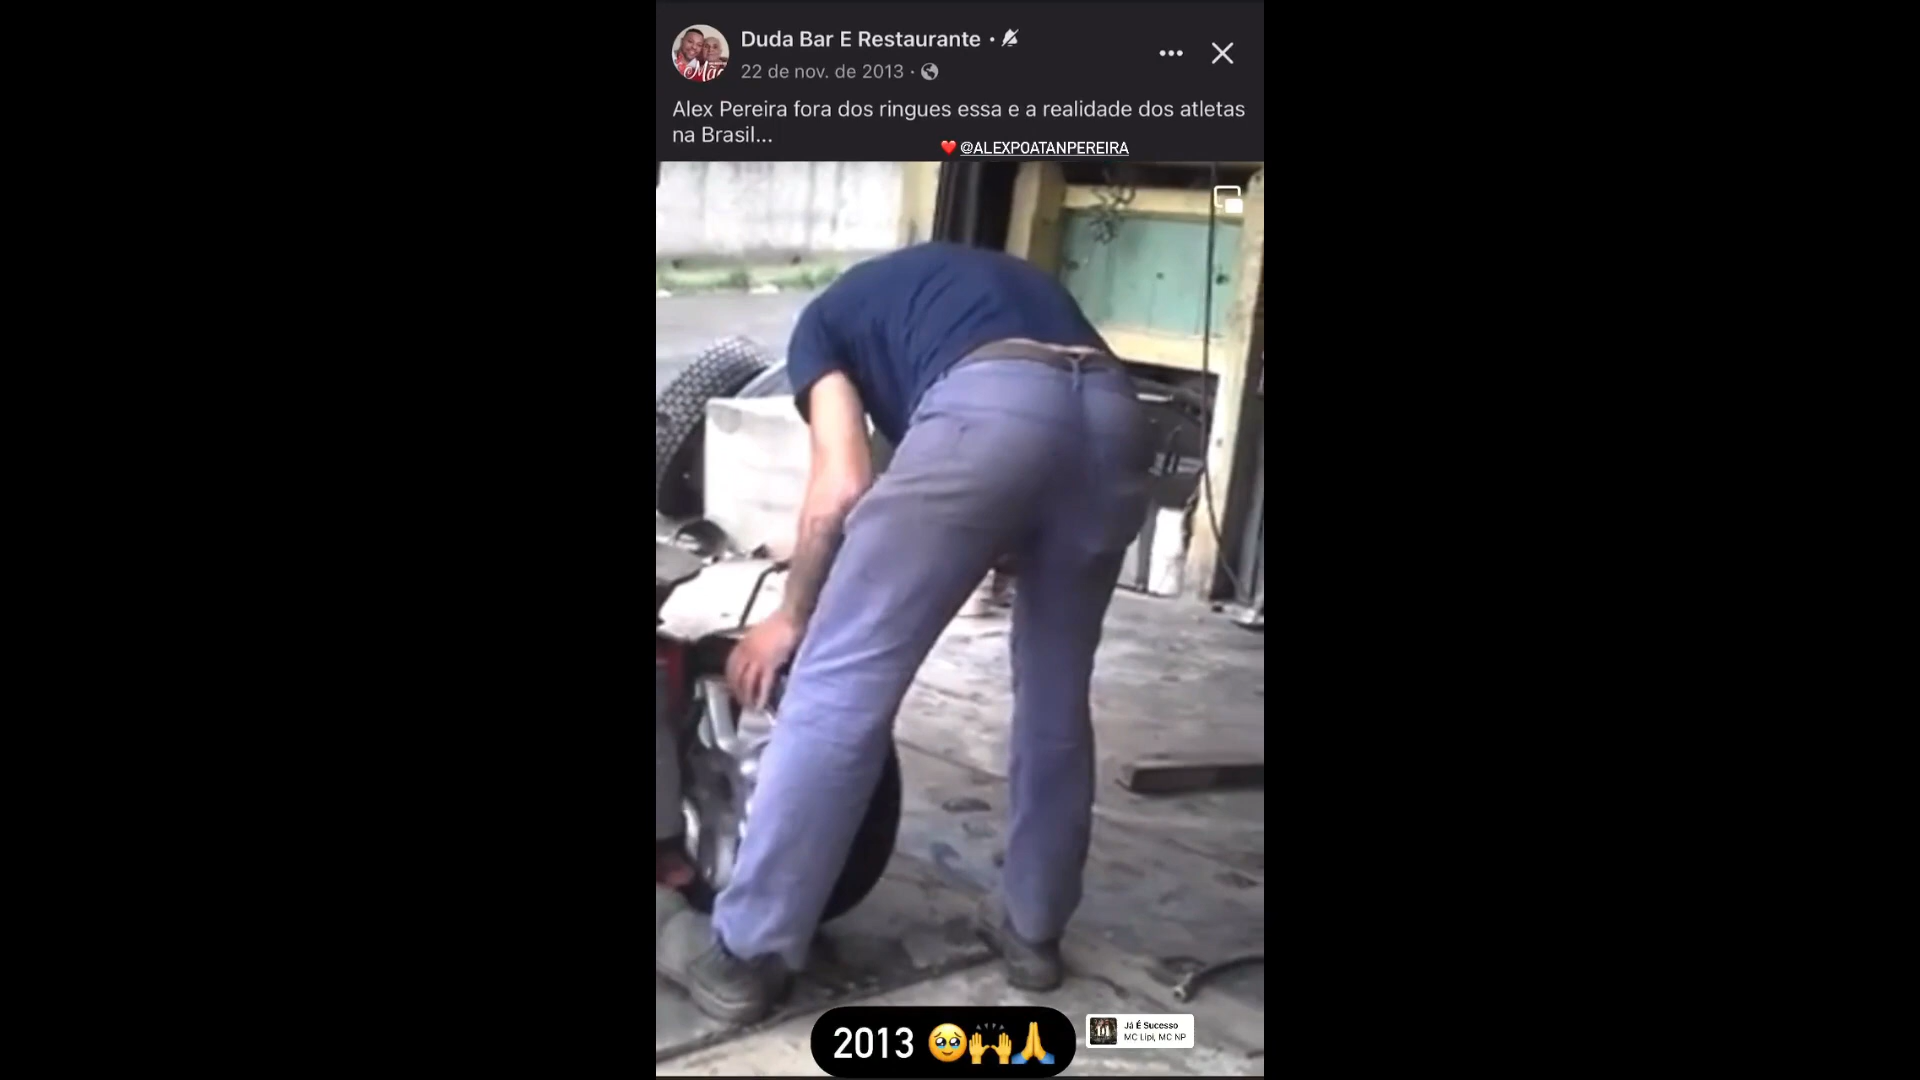 Duda Bar E Restaurante ·
22 de nov. de 2013 ·
Alex Pereira fora dos ringues essa e a realidade dos atletas
na Brasil...
❤️ @ALEXPOATANPEREIRA
2013 🥹🙌🙏
Já É Sucesso
MC Lipi, MC NP